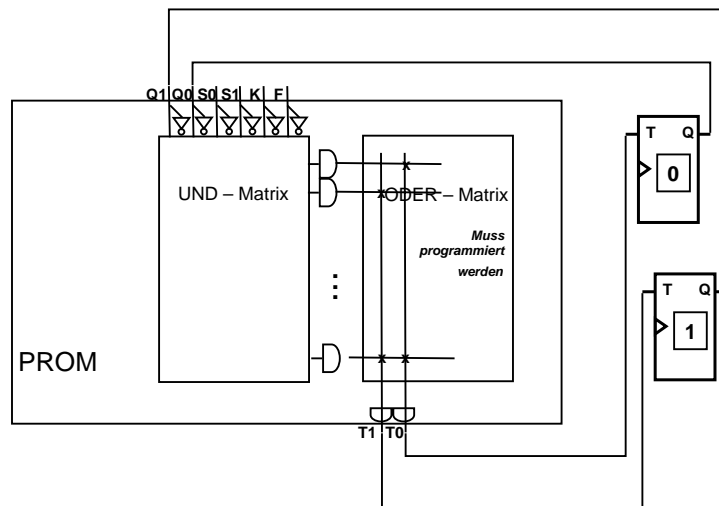 Q1 Q0 S0 S1 K F
T Q
0
UND – Matrix
ODER – Matrix
Muss
programmiert
werden
T Q
1
PROM
T1 T0